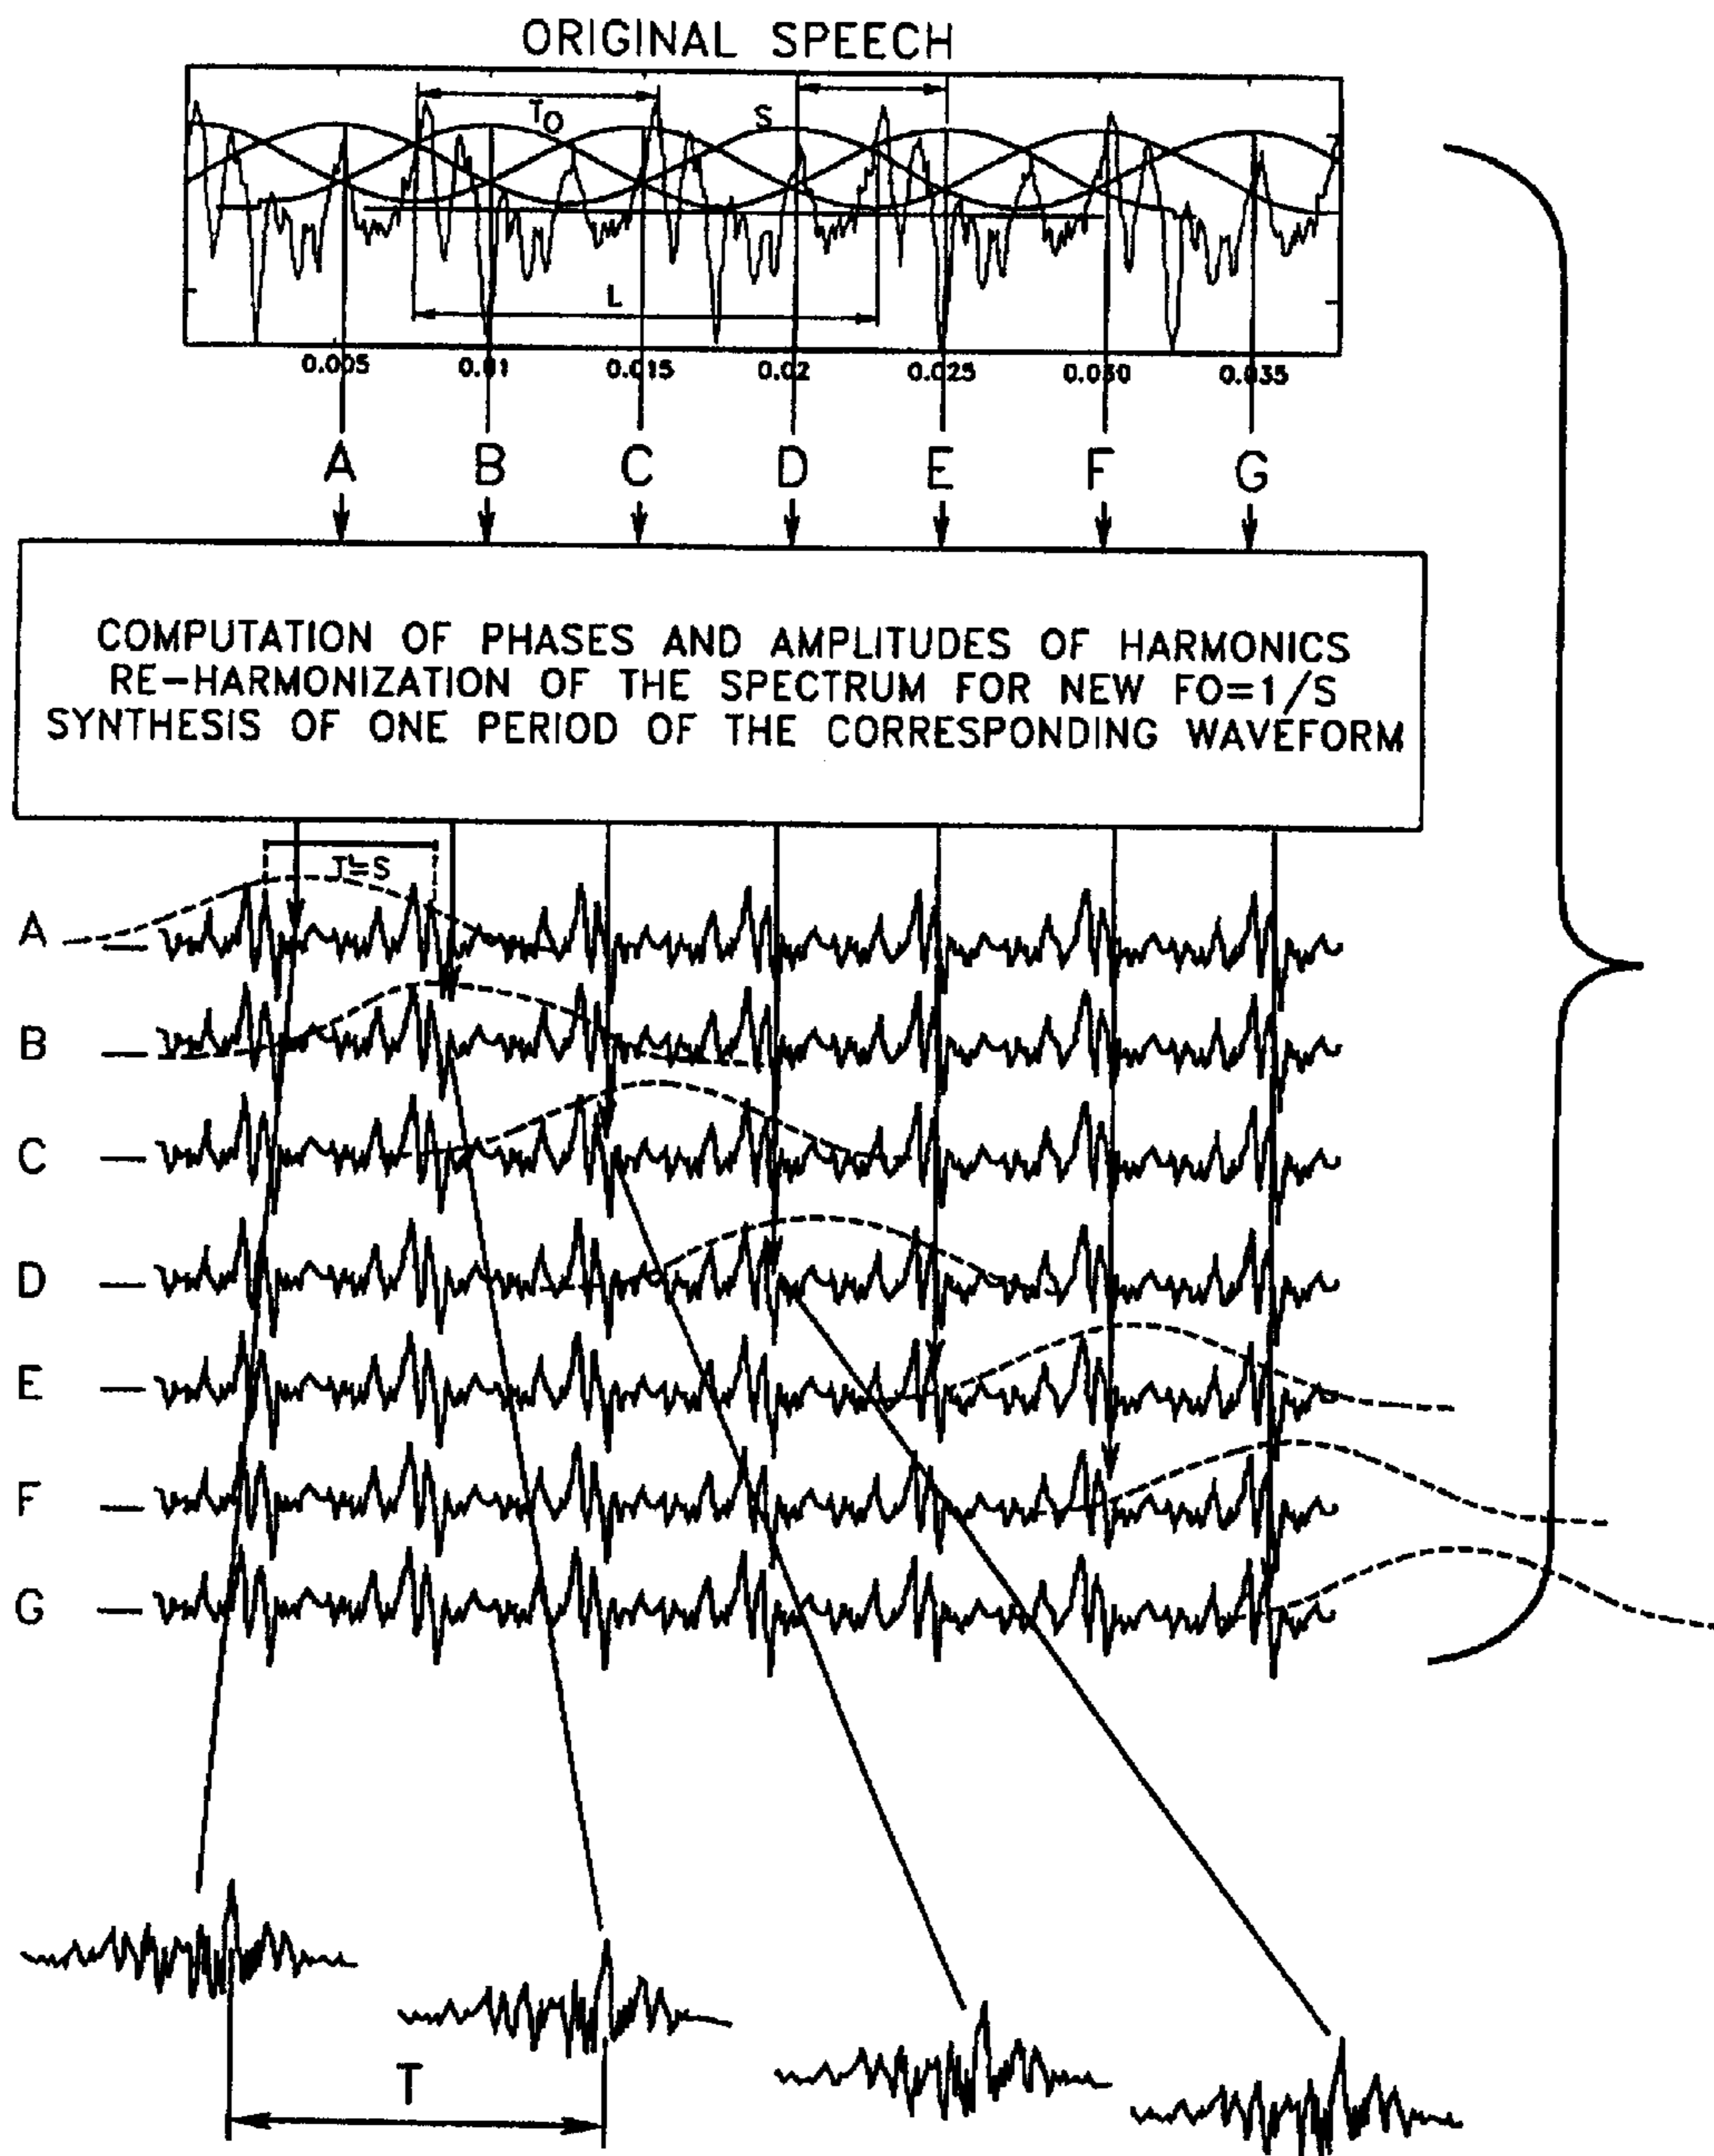 ORIGINAL SPEECH
TO
S
L
0.005 0.01 0.015 0.02 0.025 0.030 0.035
A B C D E F G
COMPUTATION OF PHASES AND AMPLITUDES OF HARMONICS
RE-HARMONIZATION OF THE SPECTRUM FOR NEW FO=1/S
SYNTHESIS OF ONE PERIOD OF THE CORRESPONDING WAVEFORM
A
B
C
D
E
F
G
T